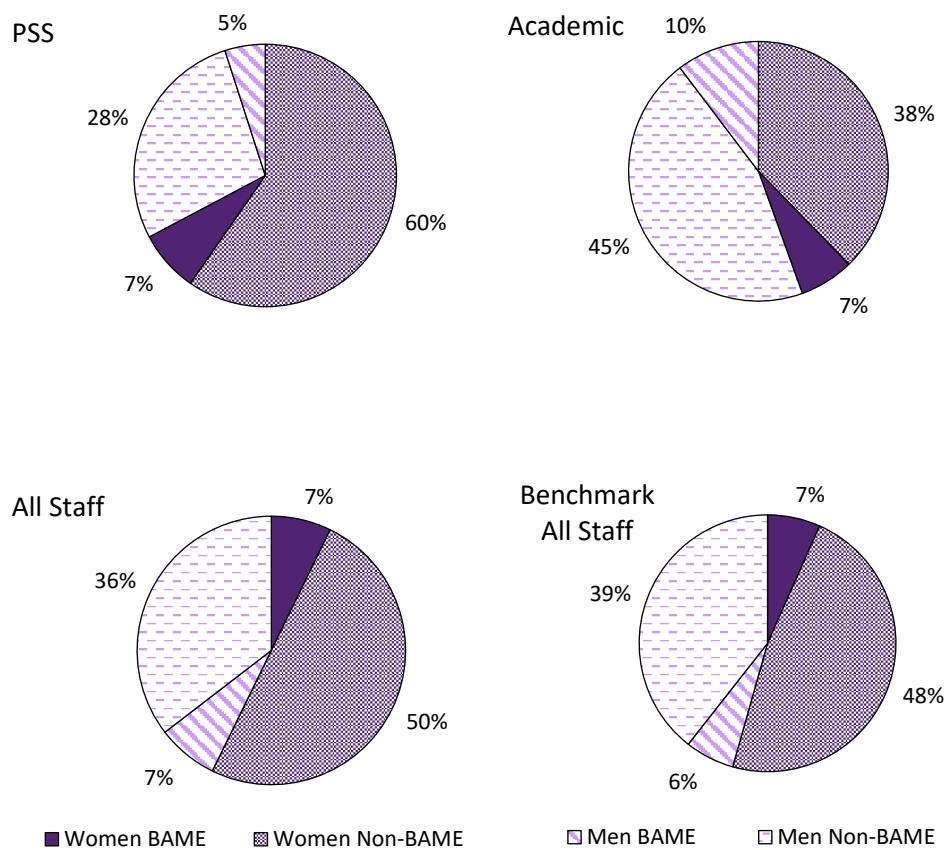 PSS
5%
28%
60%
7%
Academic
10%
38%
45%
7%
All Staff
7%
36%
50%
7%
Benchmark
All Staff
7%
39%
48%
6%
Women BAME Women Non-BAME Men BAME Men Non-BAME